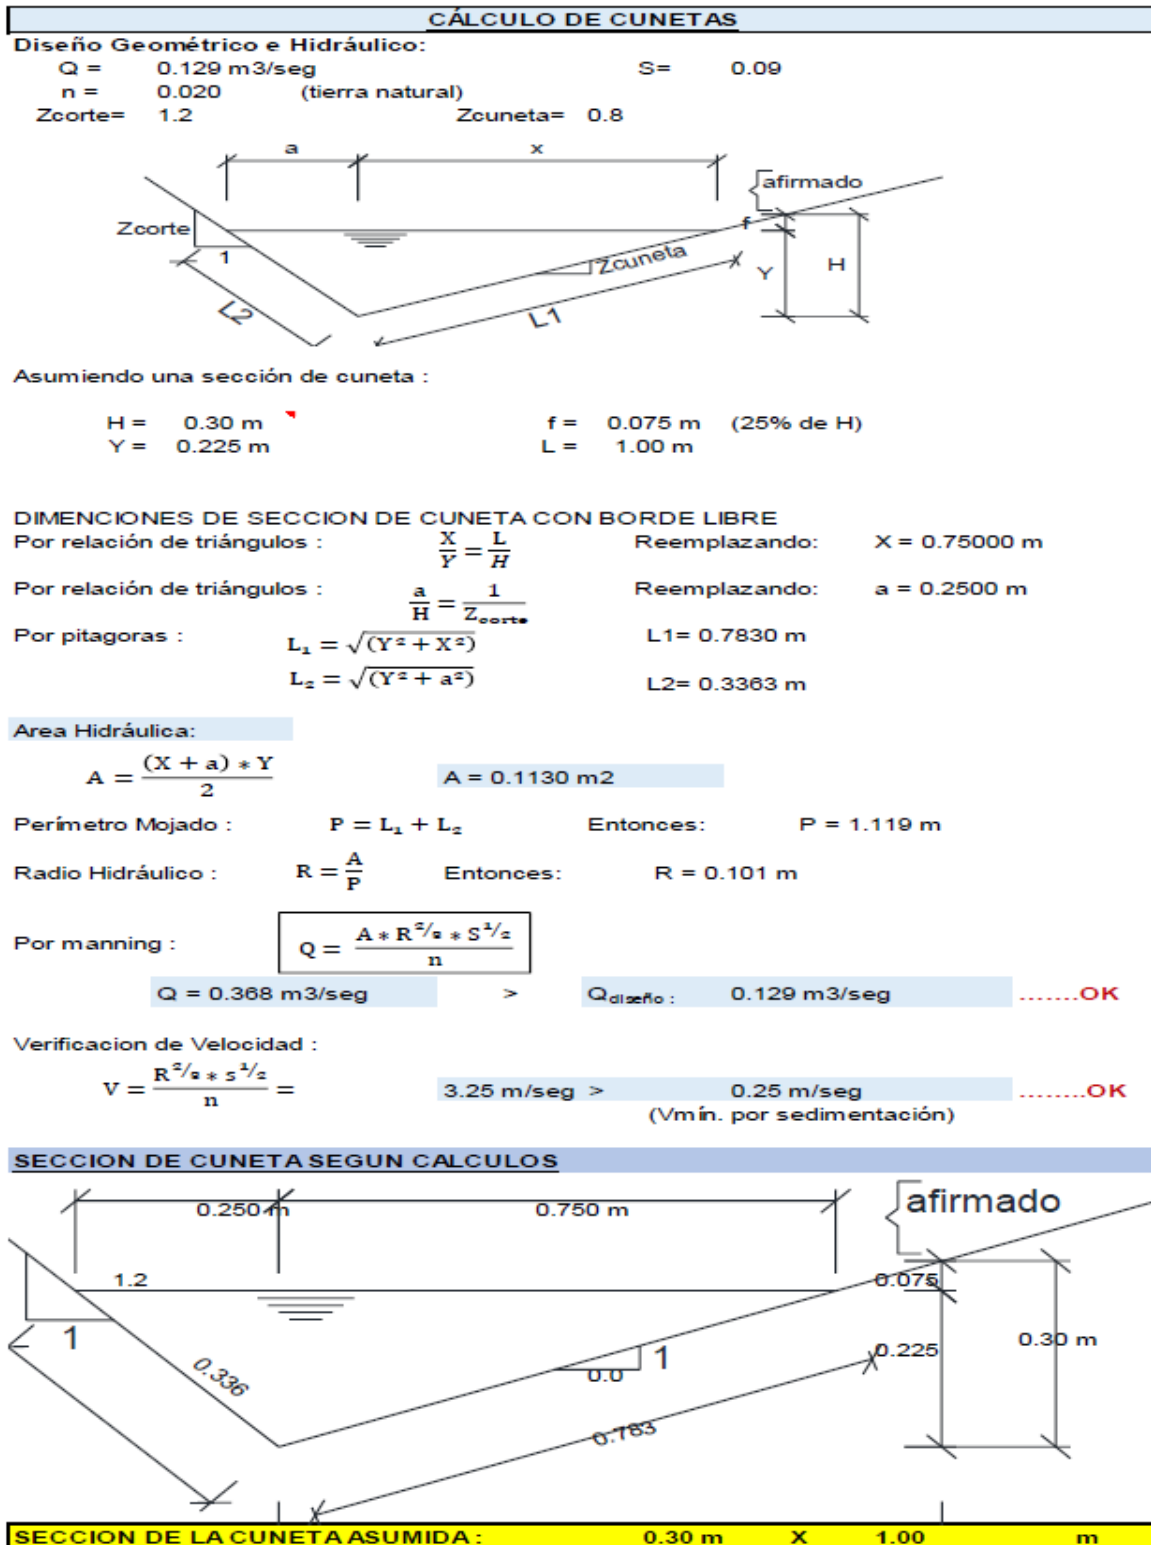 CÁLCULO DE CUNETAS
Diseño Geométrico e Hidráulico:
Q = 0.129 m3/seg S= 0.09
n = 0.020 (tierra natural)
Zcorte= 1.2 Zcuneta= 0.8
a x
afirmado
Zcorte f
1 Zcuneta Y H
L2 L1
Asumiendo una sección de cuneta :
H = 0.30 m f = 0.075 m (25% de H)
Y = 0.225 m L = 1.00 m
DIMENCIONES DE SECCION DE CUNETA CON BORDE LIBRE
Por relación de triángulos : X/Y = L/H Reemplazando: X = 0.75000 m
Por relación de triángulos : a/H = 1/Zcorte Reemplazando: a = 0.2500 m
Por pitagoras : L₁ = √(Y² + X²) L1= 0.7830 m
L₂ = √(Y² + a²) L2= 0.3363 m
Area Hidráulica:
A = (X + a) * Y / 2 A = 0.1130 m2
Perímetro Mojado : P = L₁ + L₂ Entonces: P = 1.119 m
Radio Hidráulico : R = A/P Entonces: R = 0.101 m
Por manning : Q = A * R^2/3 * S^1/2 / n
Q = 0.368 m3/seg > Qdiseño : 0.129 m3/seg .......OK
Verificacion de Velocidad :
V = R^2/3 * s^1/2 / n = 3.25 m/seg > 0.25 m/seg ........OK
(Vmín. por sedimentación)
SECCION DE CUNETA SEGUN CALCULOS
0.250 m 0.750 m afirmado
1.2 0.075
1 0.336 0.0 1 0.225 0.30 m
0.783
SECCION DE LA CUNETA ASUMIDA : 0.30 m X 1.00 m